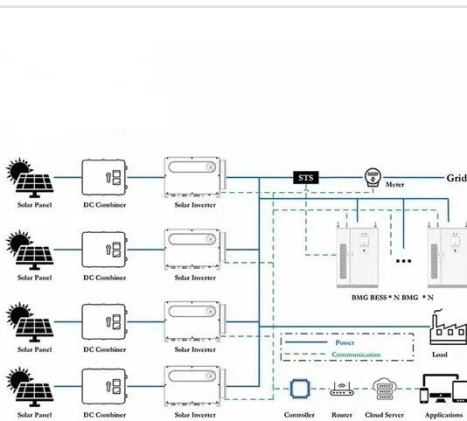 STS
Meter
Grid
Solar Panel
DC Combiner
Solar Inverter
Solar Panel
DC Combiner
Solar Inverter
BMG BESS * N BMG * N
Solar Panel
DC Combiner
Solar Inverter
Power
Communication
Load
Solar Panel
DC Combiner
Solar Inverter
Controller
Router
Cloud Server
Applications